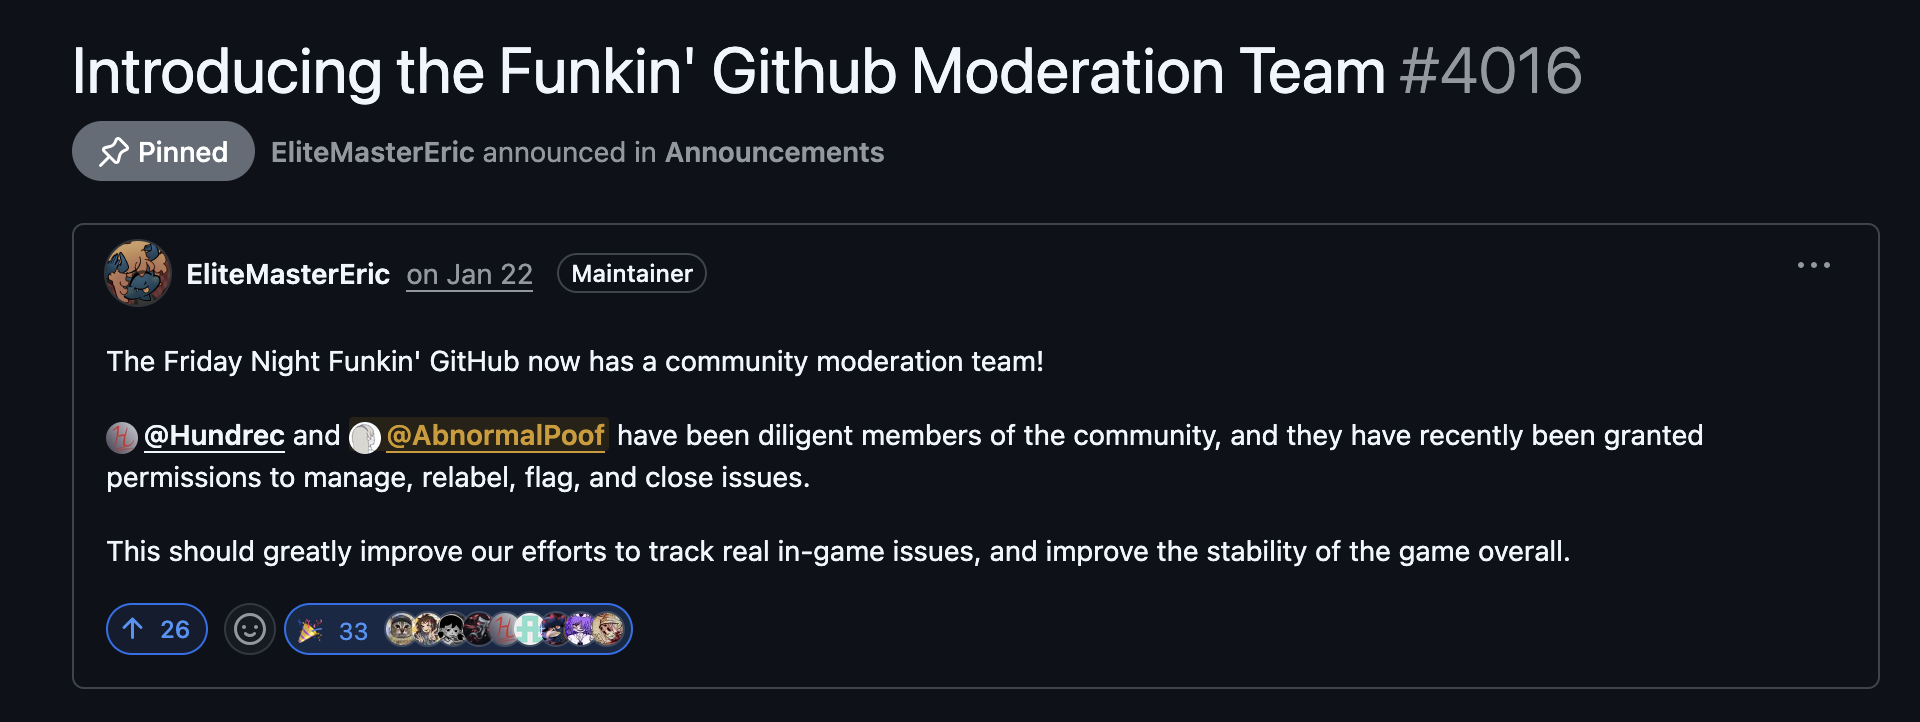 Introducing the Funkin' Github Moderation Team #4016
Pinned EliteMasterEric announced in Announcements
EliteMasterEric on Jan 22 Maintainer
The Friday Night Funkin' GitHub now has a community moderation team!
@Hundrec and @AbnormalPoof have been diligent members of the community, and they have recently been granted
permissions to manage, relabel, flag, and close issues.
This should greatly improve our efforts to track real in-game issues, and improve the stability of the game overall.
26 33